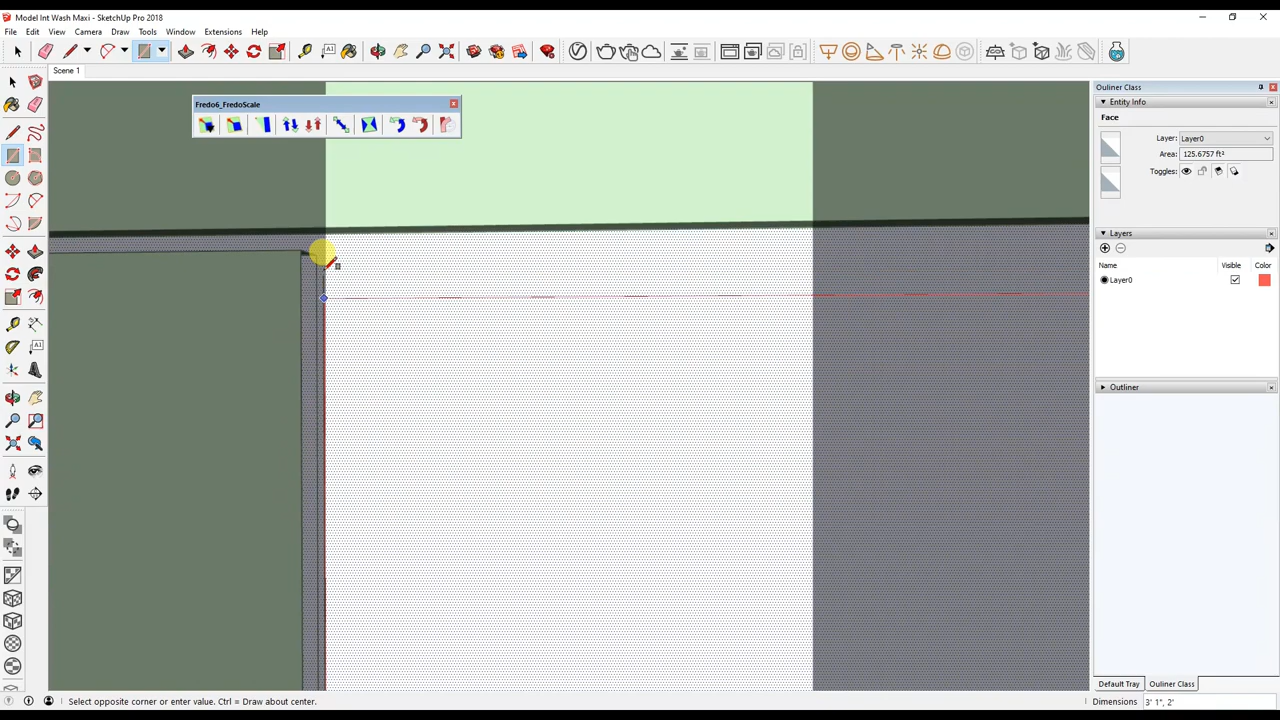 Model Int Wash Maxi - SketchUp Pro 2018
File Edit View Camera Draw Tools Window Extensions Help
Scene 1
Outliner Class
Fredo6_FredoScale
Entity Info
Face
Layer: Layer0
Area: 125.6757 ft²
Toggles:
Layers
Name Visible Color
Layer0
Outliner
Default Tray Outliner Class
Select opposite corner or enter value. Ctrl = Draw about center.
Dimensions 3' 1", 2'